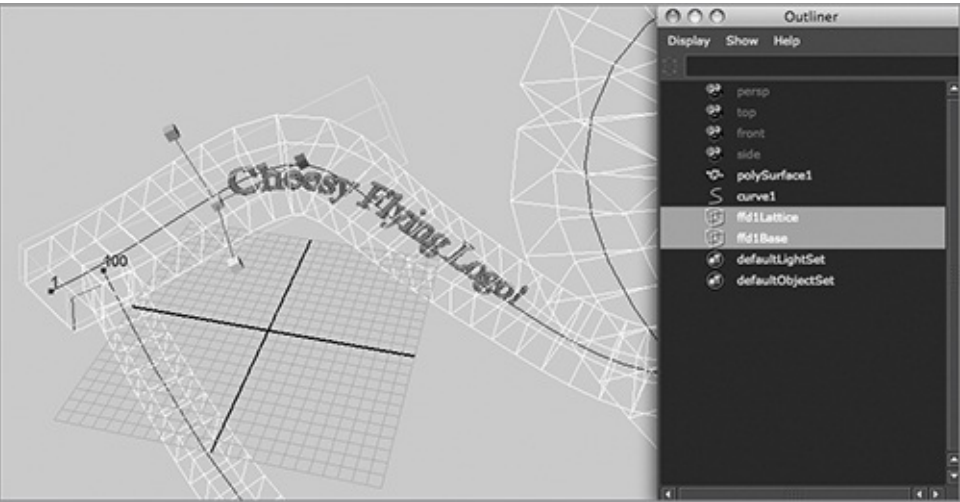 Outliner
Display Show Help
persp
top
front
side
polySurface1
curve1
ffd1Lattice
ffd1Base
defaultLightSet
defaultObjectSet
Cheesy Flying Logo!
1
100